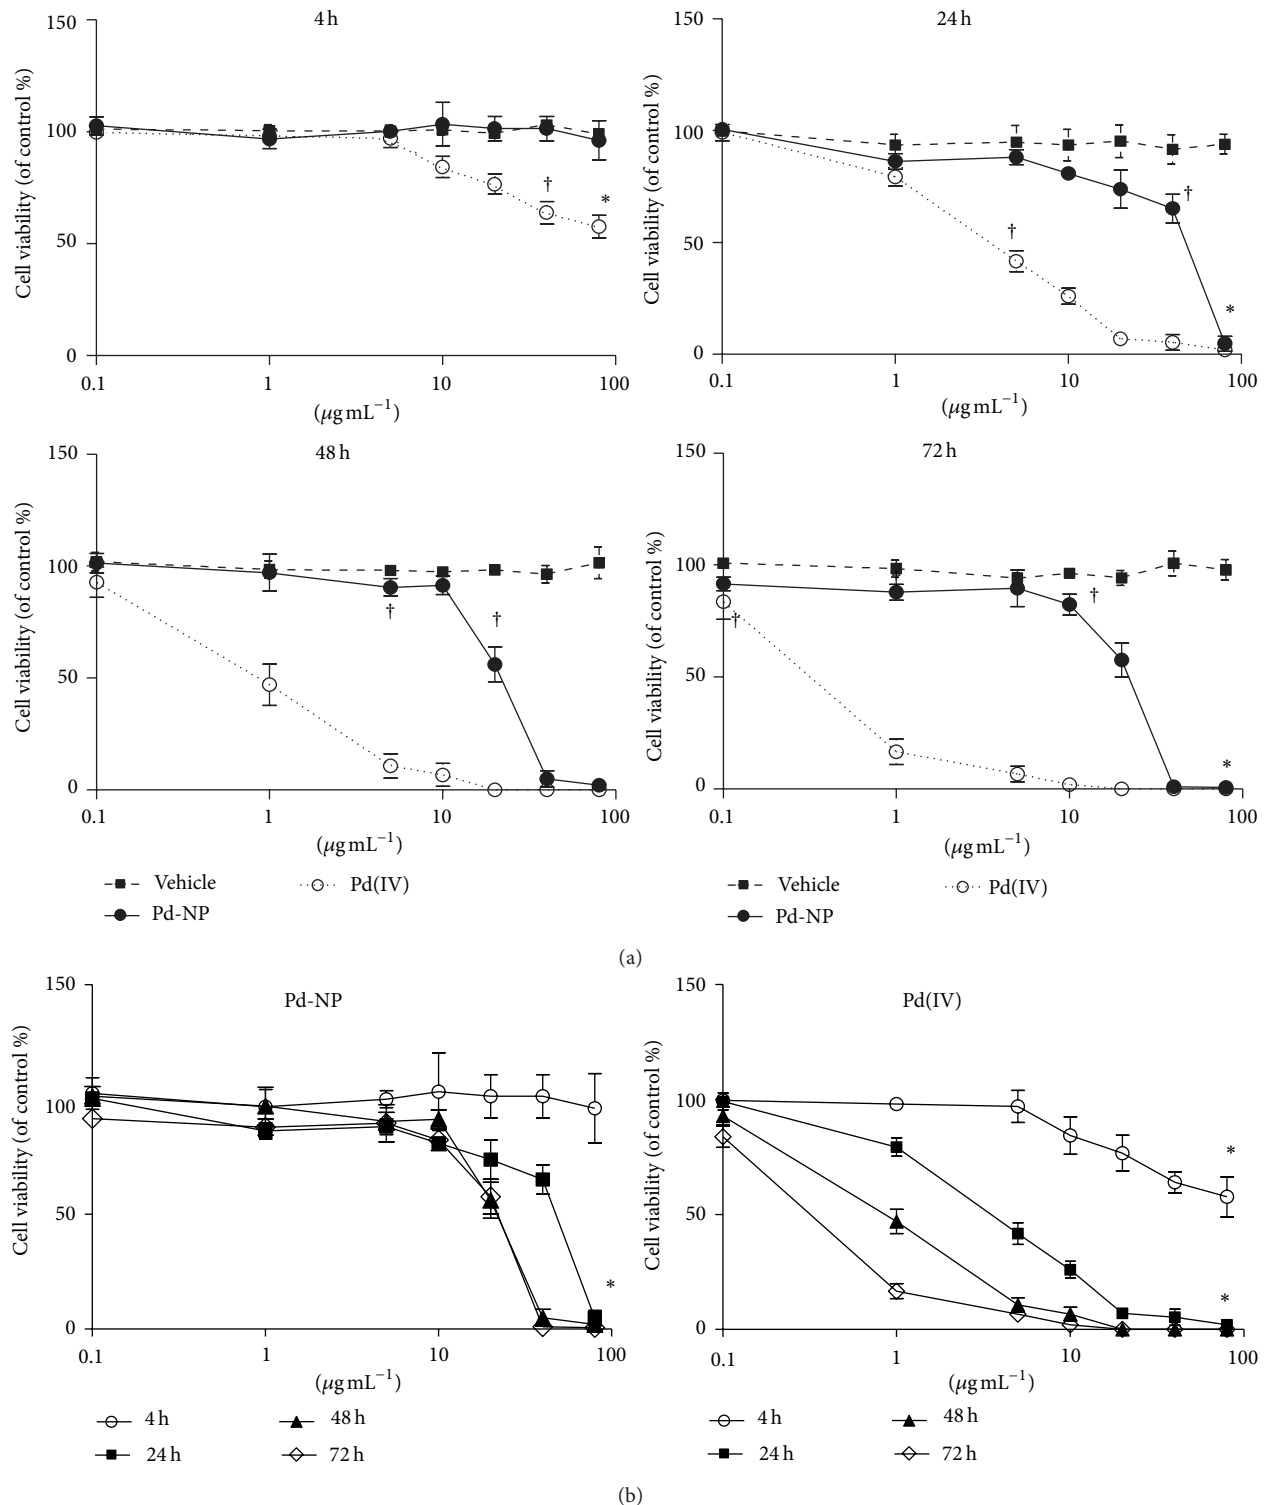 4 h
150
100
50
0
Cell viability (of control %)
†
*
0.1 1 10 100
(μg mL−1)
24 h
150
100
50
0
Cell viability (of control %)
†
†
*
0.1 1 10 100
(μg mL−1)
48 h
150
100
50
0
Cell viability (of control %)
†
†
0.1 1 10 100
(μg mL−1)
Vehicle
Pd(IV)
Pd-NP
72 h
150
100
50
0
Cell viability (of control %)
†
†
*
0.1 1 10 100
(μg mL−1)
Vehicle
Pd(IV)
Pd-NP
(a)
Pd-NP
150
100
50
0
Cell viability (of control %)
*
0.1 1 10 100
(μg mL−1)
4 h
48 h
24 h
72 h
Pd(IV)
150
100
50
0
Cell viability (of control %)
*
*
0.1 1 10 100
(μg mL−1)
4 h
48 h
24 h
72 h
(b)